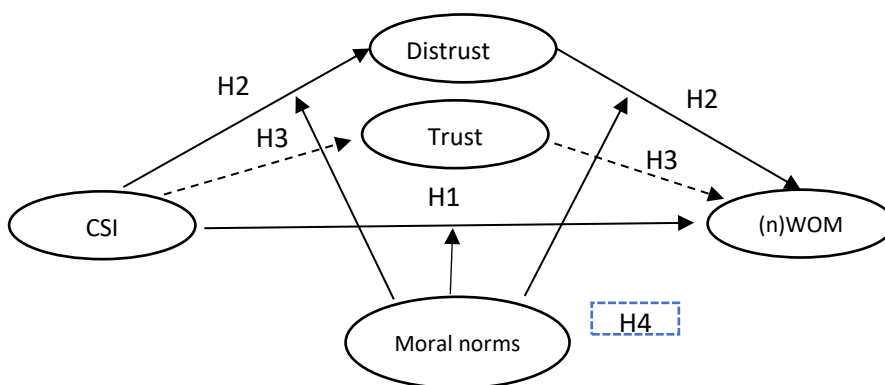 Distrust
H2
H2
H3
Trust
H3
H1
CSI
(n)WOM
H4
Moral norms